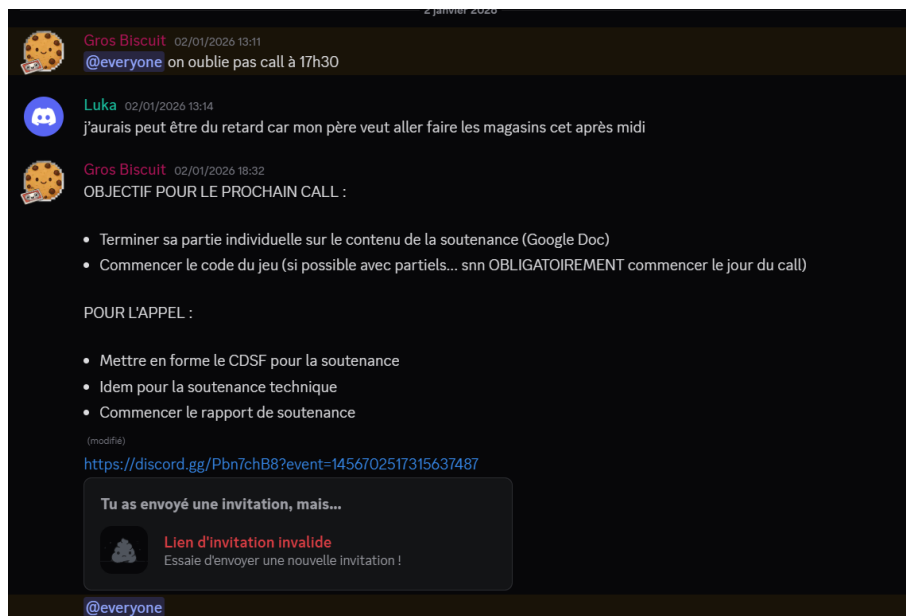 2 janvier 2026
Gros Biscuit 02/01/2026 13:11
@everyone on oublie pas call à 17h30
Luka 02/01/2026 13:14
j'aurais peut être du retard car mon père veut aller faire les magasins cet après midi
Gros Biscuit 02/01/2026 18:32
OBJECTIF POUR LE PROCHAIN CALL :
• Terminer sa partie individuelle sur le contenu de la soutenance (Google Doc)
• Commencer le code du jeu (si possible avec partiels... snn OBLIGATOIREMENT commencer le jour du call)
POUR L'APPEL :
• Mettre en forme le CDSF pour la soutenance
• Idem pour la soutenance technique
• Commencer le rapport de soutenance
(modifié)
https://discord.gg/Pbn7chB8?event=1456702517315637487
Tu as envoyé une invitation, mais...
Lien d'invitation invalide
Essaie d'envoyer une nouvelle invitation !
@everyone